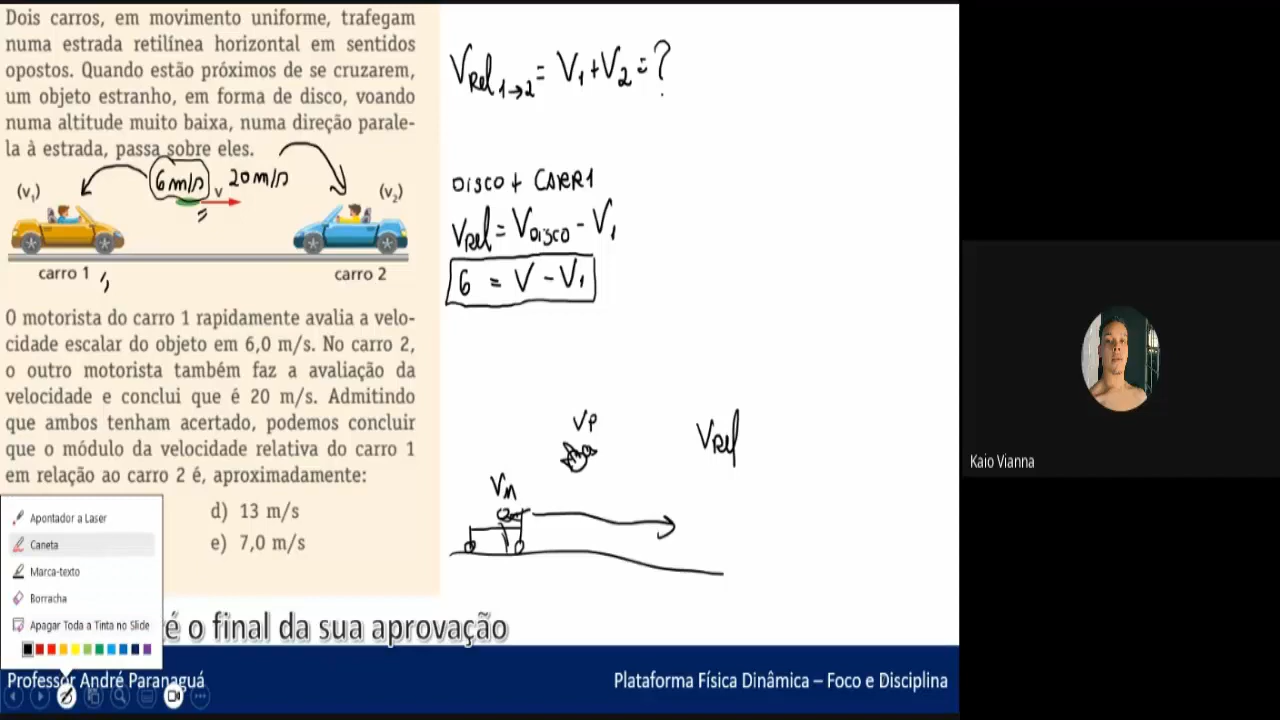 Dois carros, em movimento uniforme, trafegam
numa estrada retilínea horizontal em sentidos
opostos. Quando estão próximos de se cruzarem,
um objeto estranho, em forma de disco, voando
numa altitude muito baixa, numa direção parale-
la à estrada, passa sobre eles.
6 m/s 20 m/s
(v₁) v (v₂)
carro 1 carro 2
O motorista do carro 1 rapidamente avalia a velo-
cidade escalar do objeto em 6,0 m/s. No carro 2,
o outro motorista também faz a avaliação da
velocidade e conclui que é 20 m/s. Admitindo
que ambos tenham acertado, podemos concluir
que o módulo da velocidade relativa do carro 1
em relação ao carro 2 é, aproximadamente:
d) 13 m/s
e) 7,0 m/s
VRel 1→2 = V1 + V2 = ?
DISCO + CARR1
VRel = VDISCO - V1
6 = V - V1
VP
VRel
VM
Apontador a Laser
Caneta
Marca-texto
Borracha
Apagar Toda a Tinta no Slide
é o final da sua aprovação
Professor André Paranaguá
Plataforma Física Dinâmica – Foco e Disciplina
Kaio Vianna